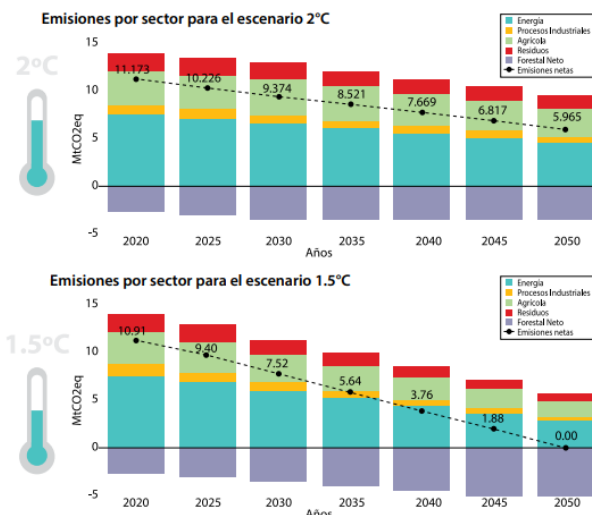 Emisiones por sector para el escenario 2°C
2°C
Energía
Procesos Industriales
Agrícola
Residuos
Forestal Neto
Emisiones netas
MtCO2eq
15
10
5
0
-5
11.173
10.226
9.374
8.521
7.669
6.817
5.965
2020 2025 2030 2035 2040 2045 2050
Años
Emisiones por sector para el escenario 1.5°C
1.5°C
Energía
Procesos Industriales
Agrícola
Residuos
Forestal Neto
Emisiones netas
MtCO2eq
15
10
5
0
-5
10.91
9.40
7.52
5.64
3.76
1.88
0.00
2020 2025 2030 2035 2040 2045 2050
Años